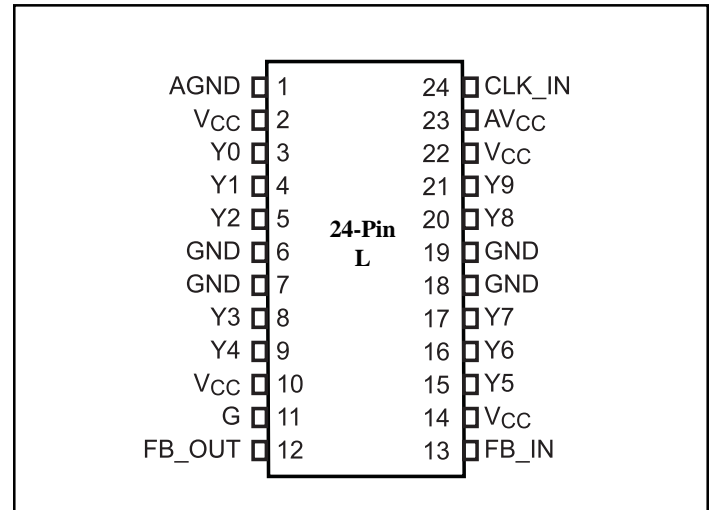 AGND 1 24 CLK_IN
VCC 2 23 AVCC
Y0 3 22 VCC
Y1 4 21 Y9
Y2 5 20 Y8
24-Pin
L
GND 6 19 GND
GND 7 18 GND
Y3 8 17 Y7
Y4 9 16 Y6
VCC 10 15 Y5
G 11 14 VCC
FB_OUT 12 13 FB_IN